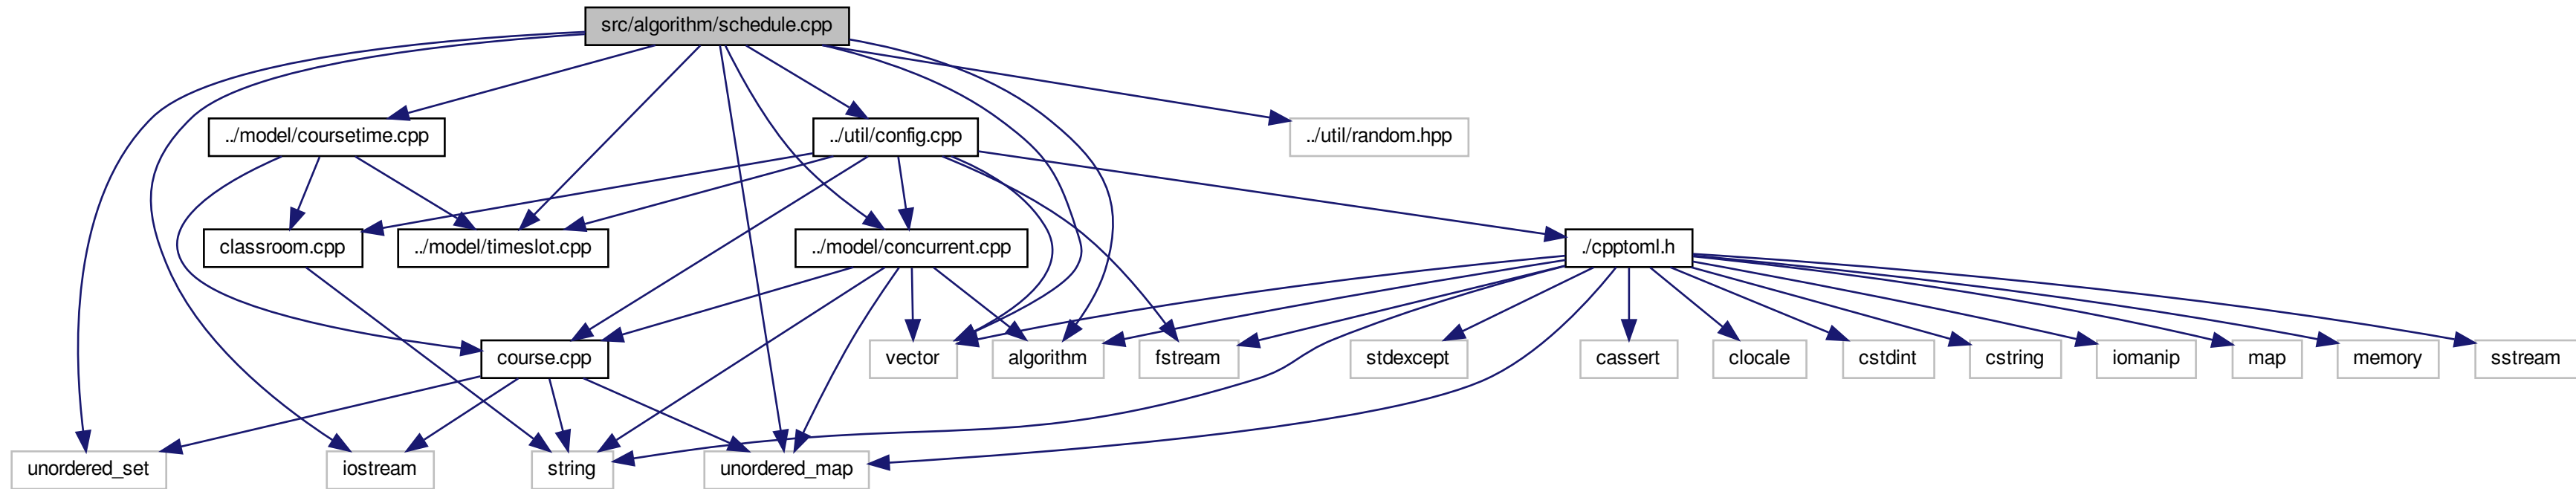 src/algorithm/schedule.cpp
../model/coursetime.cpp
../util/config.cpp
../util/random.hpp
classroom.cpp
../model/timeslot.cpp
../model/concurrent.cpp
./cpptoml.h
course.cpp
vector
algorithm
fstream
stdexcept
cassert
clocale
cstdint
cstring
iomanip
map
memory
sstream
unordered_set
iostream
string
unordered_map